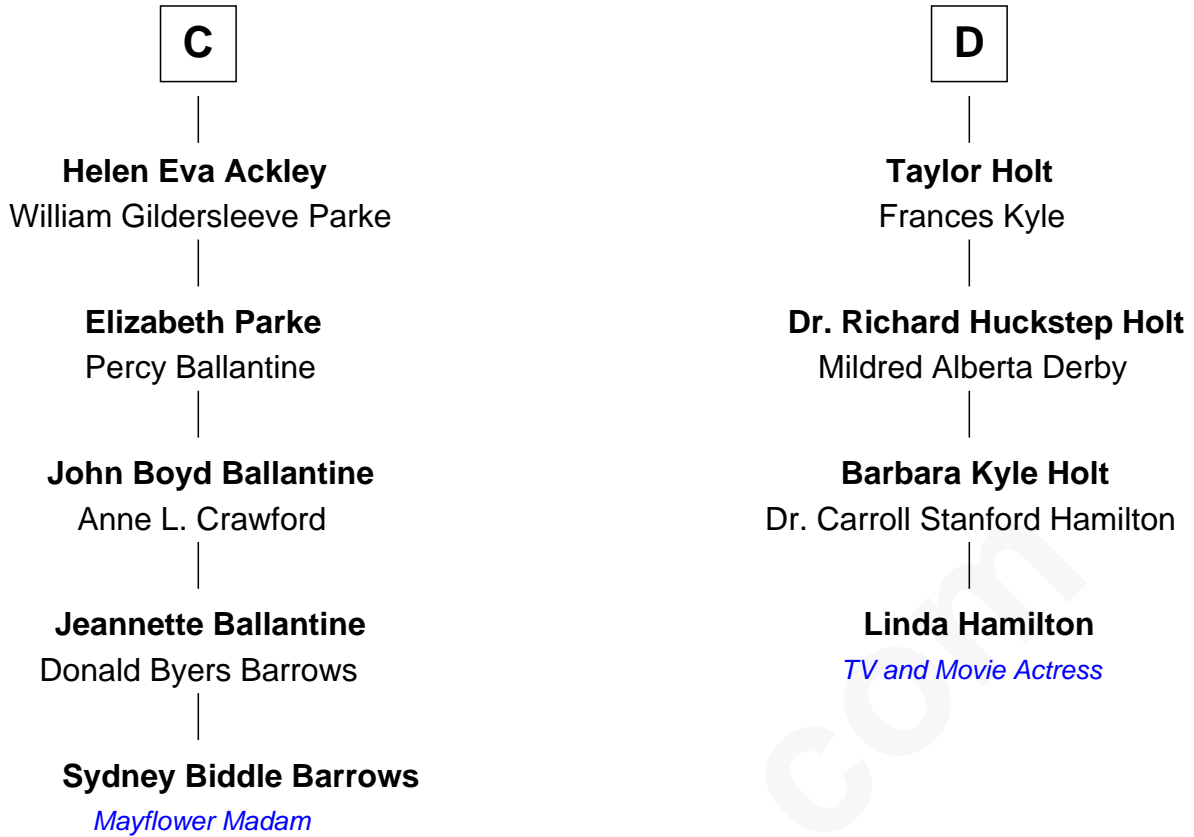 C
Helen Eva Ackley
William Gildersleeve Parke
Elizabeth Parke
Percy Ballantine
John Boyd Ballantine
Anne L. Crawford
Jeannette Ballantine
Donald Byers Barrows
Sydney Biddle Barrows
Mayflower Madam
D
Taylor Holt
Frances Kyle
Dr. Richard Huckstep Holt
Mildred Alberta Derby
Barbara Kyle Holt
Dr. Carroll Stanford Hamilton
Linda Hamilton
TV and Movie Actress
com